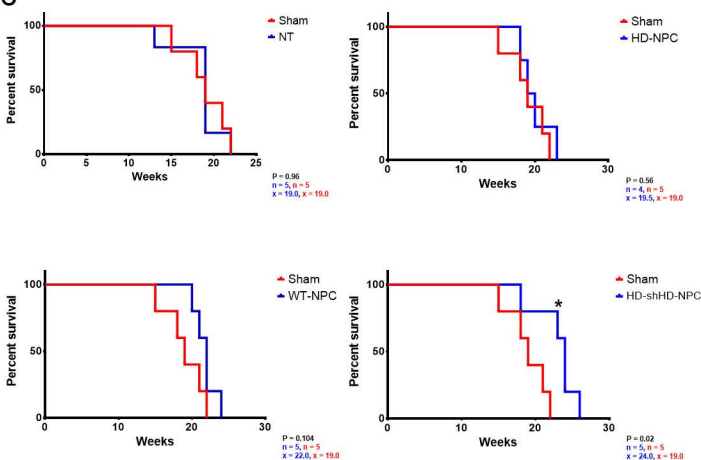 Sham
NT
Percent survival
100
50
0
0 5 10 15 20 25
Weeks
P = 0.96
n = 5, n = 5
x = 19.0, x = 19.0
Sham
HD-NPC
Percent survival
100
50
0
0 10 20 30
Weeks
P = 0.56
n = 4, n = 5
x = 19.5, x = 19.0
Sham
WT-NPC
Percent survival
100
50
0
0 10 20 30
Weeks
P = 0.104
n = 5, n = 5
x = 22.0, x = 19.0
Sham
HD-shHD-NPC
*
Percent survival
100
50
0
0 10 20 30
Weeks
P = 0.02
n = 5, n = 5
x = 24.0, x = 19.0